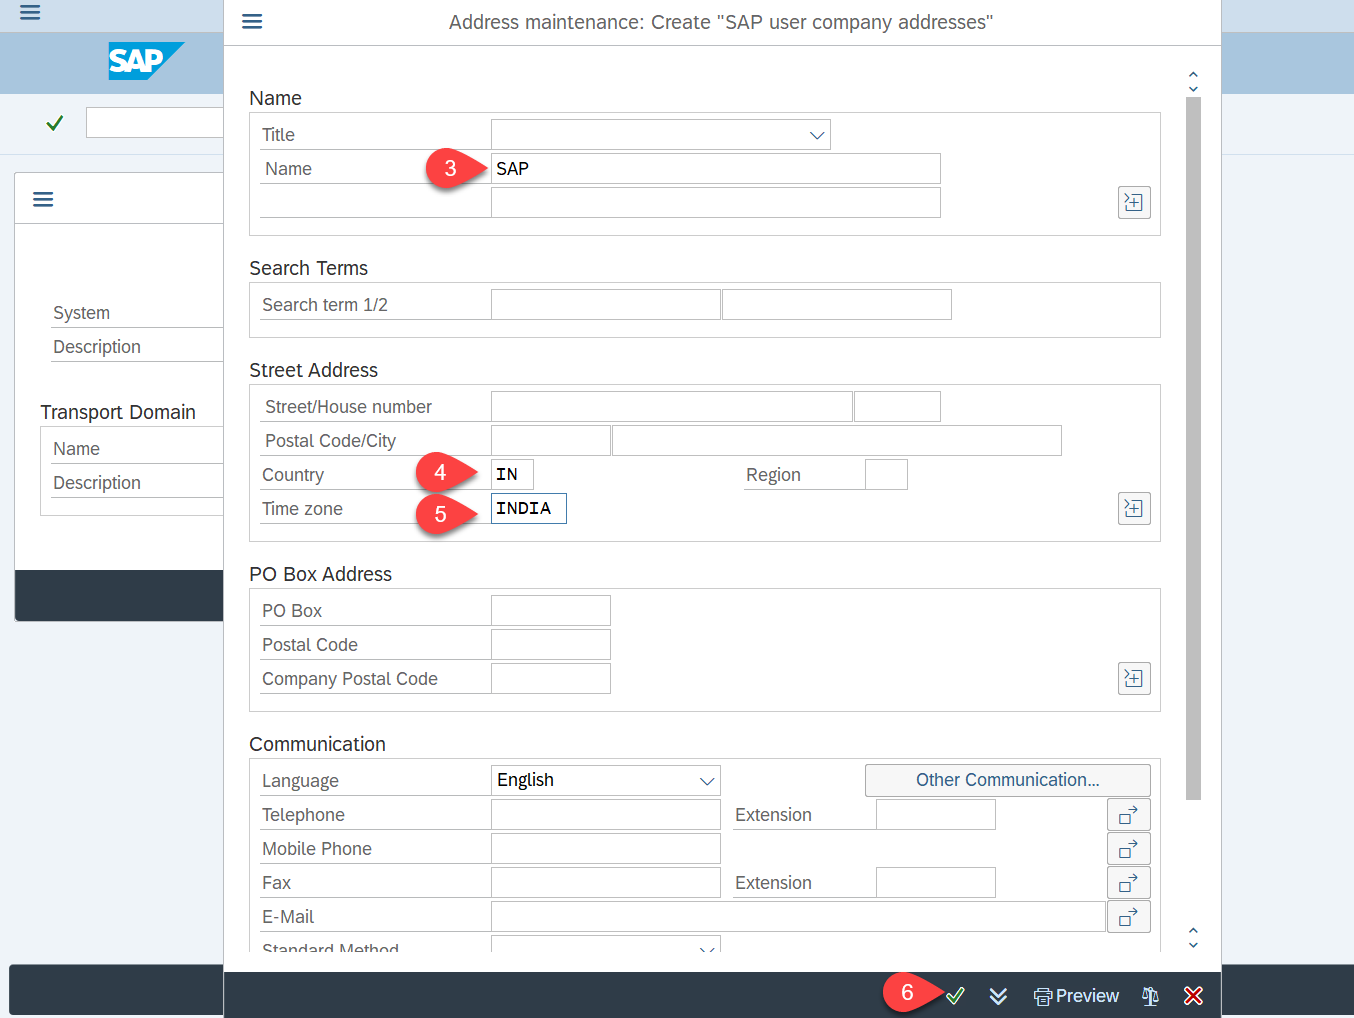 Address maintenance: Create "SAP user company addresses"
SAP
Name
Title
Name 3 SAP
Search Terms
Search term 1/2
System
Description
Street Address
Transport Domain
Street/House number
Name
Postal Code/City
Description
Country 4 IN Region
Time zone 5 INDIA
PO Box Address
PO Box
Postal Code
Company Postal Code
Communication
Language English Other Communication...
Telephone Extension
Mobile Phone
Fax Extension
E-Mail
Standard Method
6 Preview